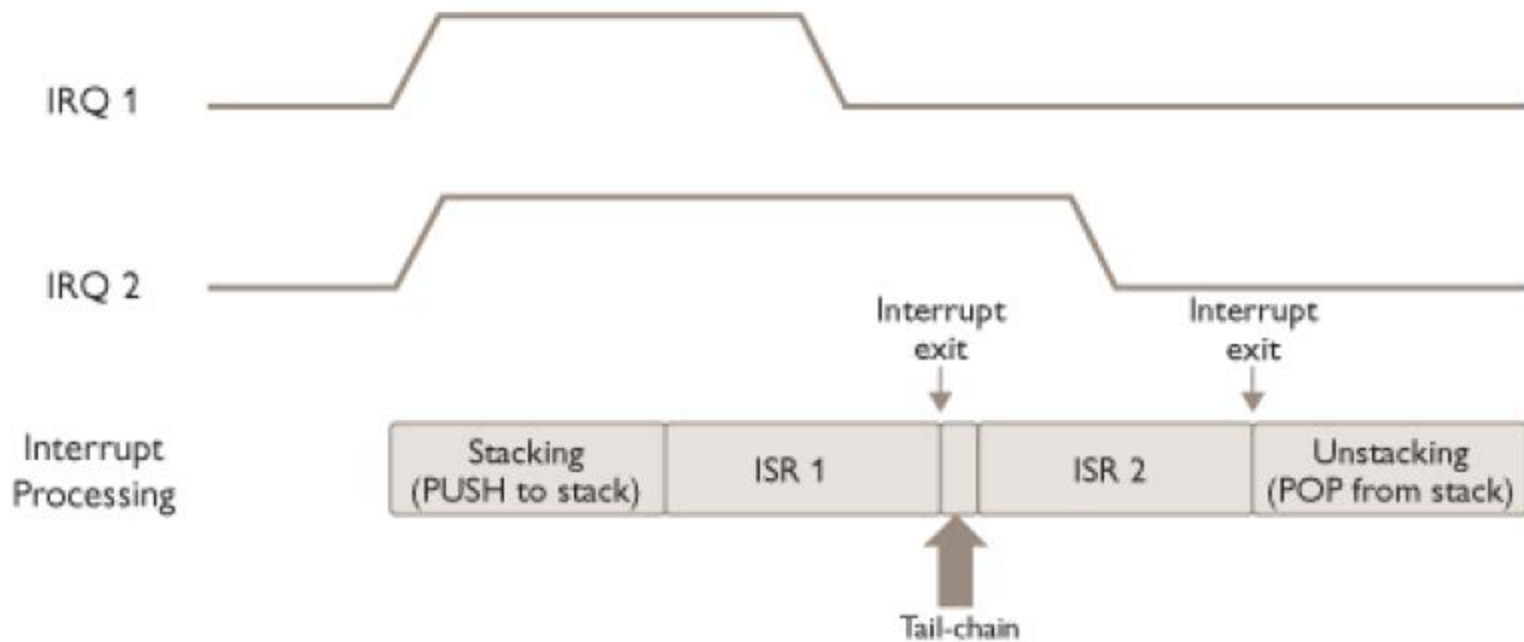 IRQ 1
IRQ 2
Interrupt
exit
Interrupt
exit
Interrupt
Processing
Stacking
(PUSH to stack)
ISR 1
ISR 2
Unstacking
(POP from stack)
Tail-chain